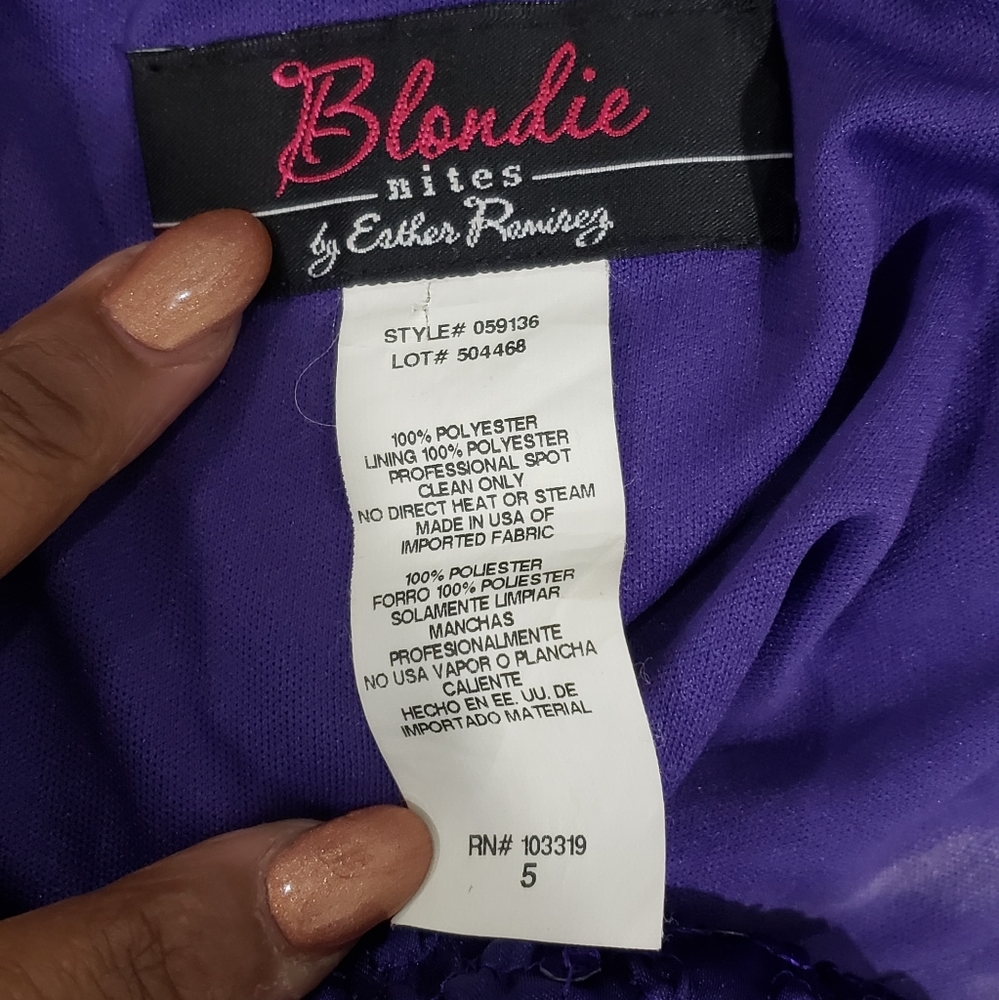 Blondie
nites
by Esther Ramirez
STYLE# 059136
LOT# 504468
100% POLYESTER
LINING 100% POLYESTER
PROFESSIONAL SPOT
CLEAN ONLY
NO DIRECT HEAT OR STEAM
MADE IN USA OF
IMPORTED FABRIC
100% POLIESTER
FORRO 100% POLIESTER
SOLAMENTE LIMPIAR
MANCHAS
PROFESIONALMENTE
NO USA VAPOR O PLANCHA
CALIENTE
HECHO EN EE. UU. DE
IMPORTADO MATERIAL
RN# 103319
5